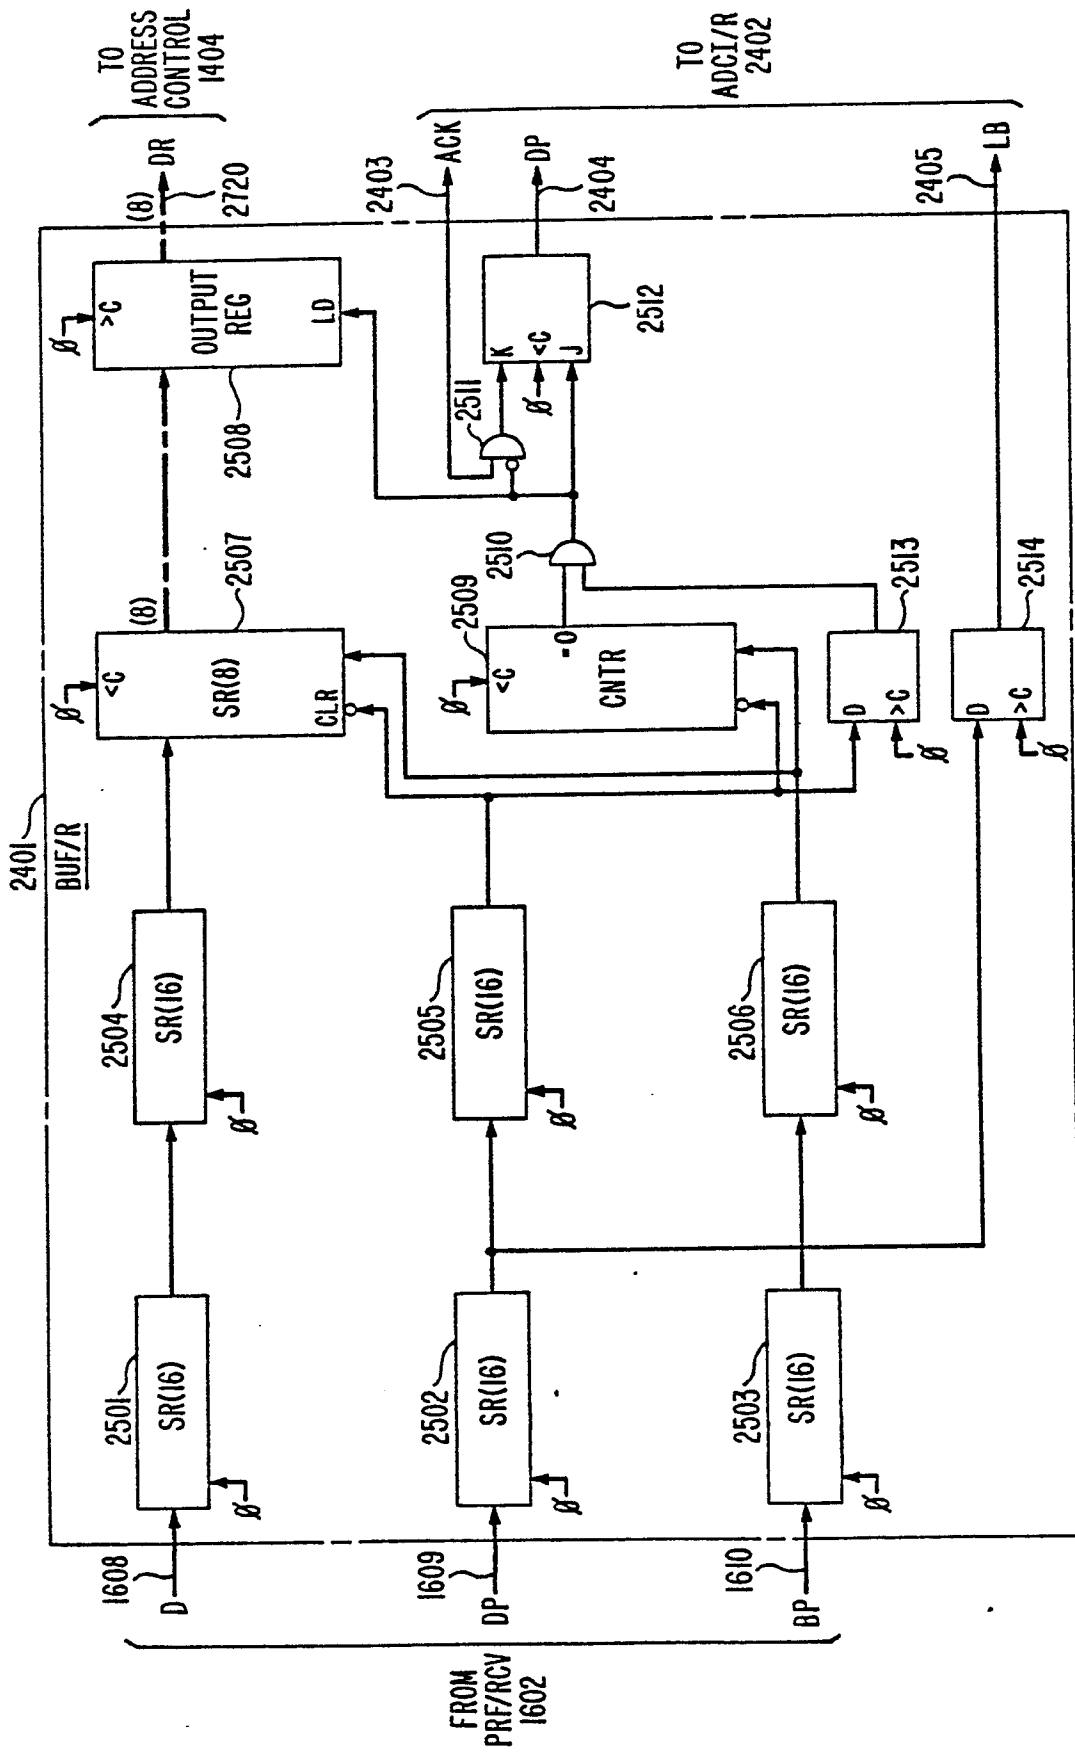 2401
BUF/R
FROM
PRF/RCV
1602
1608
D
1609
DP
1610
BP
2501
SR(16)
Ø
2502
SR(16)
Ø
2503
SR(16)
Ø
2504
SR(16)
Ø
2505
SR(16)
Ø
2506
SR(16)
Ø
2507
(8)
Ø
<C
SR(8)
CLR
2509
Ø
<C
=0
CNTR
2510
2513
D
>C
Ø
2514
D
>C
Ø
2508
Ø
>C
OUTPUT
REG
LD
2511
K
<C
J
Ø
2512
(8)
2720
DR
TO
ADDRESS
CONTROL
1404
2403
ACK
2404
DP
2405
LB
TO
ADCI/R
2402